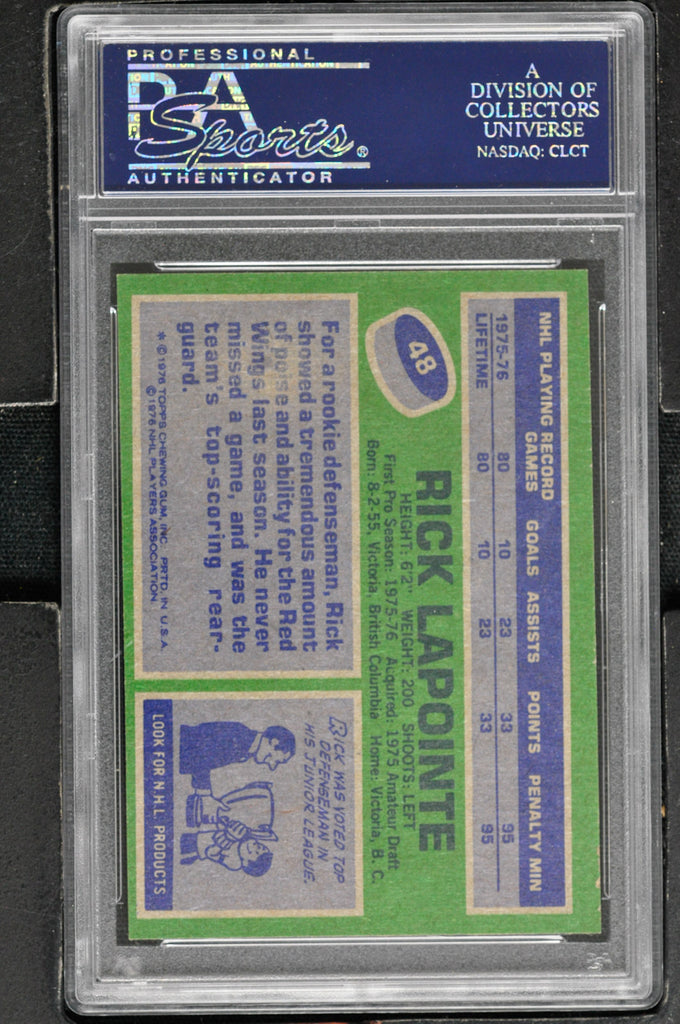 PROFESSIONAL
PSA
Sports®
AUTHENTICATOR
A
DIVISION OF
COLLECTORS
UNIVERSE
NASDAQ: CLCT
NHL PLAYING RECORD
GAMES GOALS ASSISTS POINTS PENALTY MIN
1975-76 80 10 23 33 95
LIFETIME 80 10 23 33 95
48
RICK LAPOINTE
HEIGHT: 6'2" WEIGHT: 200 SHOOTS: LEFT
First Pro Season: 1975-76 Acquired: 1975 Amateur Draft
Born: 8-2-55, Victoria, British Columbia Home: Victoria, B. C.
For a rookie defenseman, Rick
showed a tremendous amount
of poise and ability for the Red
Wings last season. He never
missed a game, and was the
team's top-scoring rear-
guard.
* © 1976 TOPPS CHEWING GUM, INC. PRTD. IN U.S.A.
© 1976 NHL PLAYERS ASSOCIATION.
RICK WAS VOTED TOP
DEFENSEMAN IN
HIS JUNIOR LEAGUE.
LOOK FOR N.H.L. PRODUCTS